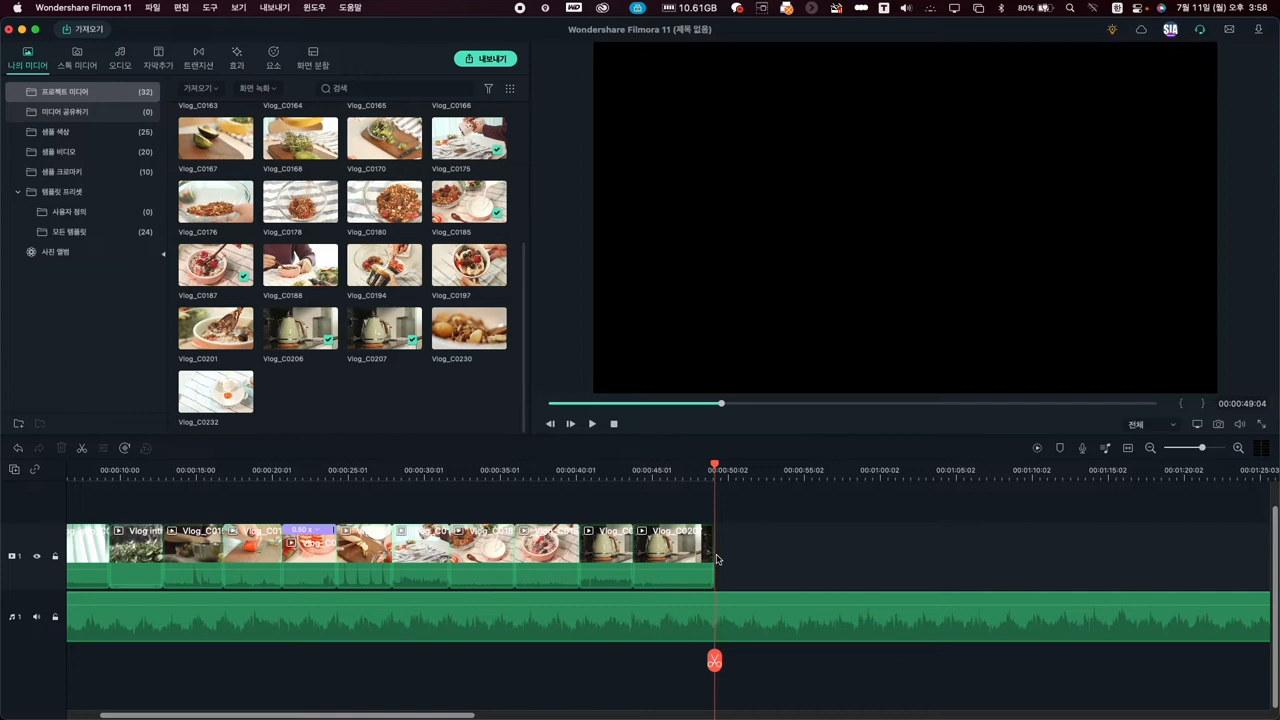 Wondershare Filmora 11
파일
편집
도구
보기
내보내기
윈도우
도움말
10.61GB
80%
7월 11일 (월) 오후 3:58
가져오기
Wondershare Filmora 11 (제목 없음)
SIA
나의 미디어
스톡 미디어
오디오
자막추가
트랜지션
효과
요소
화면 분할
내보내기
프로젝트 미디어 (32)
미디어 공유하기 (0)
샘플 색상 (25)
샘플 비디오 (20)
샘플 크로마키 (10)
템플릿 프리셋
사용자 정의 (0)
모든 템플릿 (24)
사진 앨범
가져오기
화면 녹화
검색
Vlog_C0163
Vlog_C0164
Vlog_C0165
Vlog_C0166
Vlog_C0167
Vlog_C0168
Vlog_C0170
Vlog_C0175
Vlog_C0176
Vlog_C0178
Vlog_C0180
Vlog_C0185
Vlog_C0187
Vlog_C0188
Vlog_C0194
Vlog_C0197
Vlog_C0201
Vlog_C0206
Vlog_C0207
Vlog_C0230
Vlog_C0232
{ } 00:00:49:04
전체
00:00:10:00
00:00:15:00
00:00:20:01
00:00:25:01
00:00:30:01
00:00:35:01
00:00:40:01
00:00:45:01
00:00:50:02
00:00:55:02
00:01:00:02
00:01:05:02
00:01:10:02
00:01:15:02
00:01:20:02
00:01:25:03
0.50 x
1
1